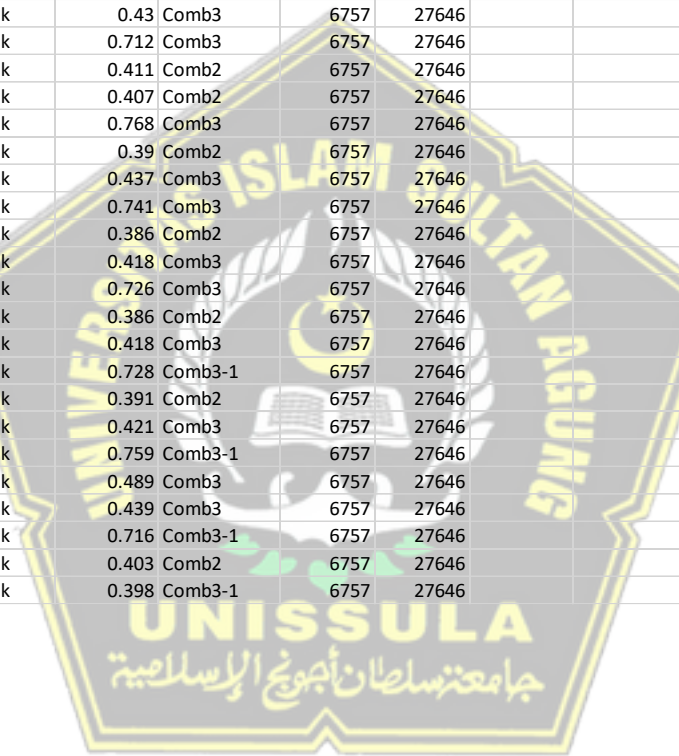 k 0.43 Comb3 6757 27646
k 0.712 Comb3 6757 27646
k 0.411 Comb2 6757 27646
k 0.407 Comb2 6757 27646
k 0.768 Comb3 6757 27646
k 0.39 Comb2 6757 27646
k 0.437 Comb3 6757 27646
k 0.741 Comb3 6757 27646
k 0.386 Comb2 6757 27646
k 0.418 Comb3 6757 27646
k 0.726 Comb3 6757 27646
k 0.386 Comb2 6757 27646
k 0.418 Comb3 6757 27646
k 0.728 Comb3-1 6757 27646
k 0.391 Comb2 6757 27646
k 0.421 Comb3 6757 27646
k 0.759 Comb3-1 6757 27646
k 0.489 Comb3 6757 27646
k 0.439 Comb3 6757 27646
k 0.716 Comb3-1 6757 27646
k 0.403 Comb2 6757 27646
k 0.398 Comb3-1 6757 27646
UNIVERSITAS ISLAM SULTAN AGUNG
UNISSULA
جامعتنسلطان أجونج الإسلامية